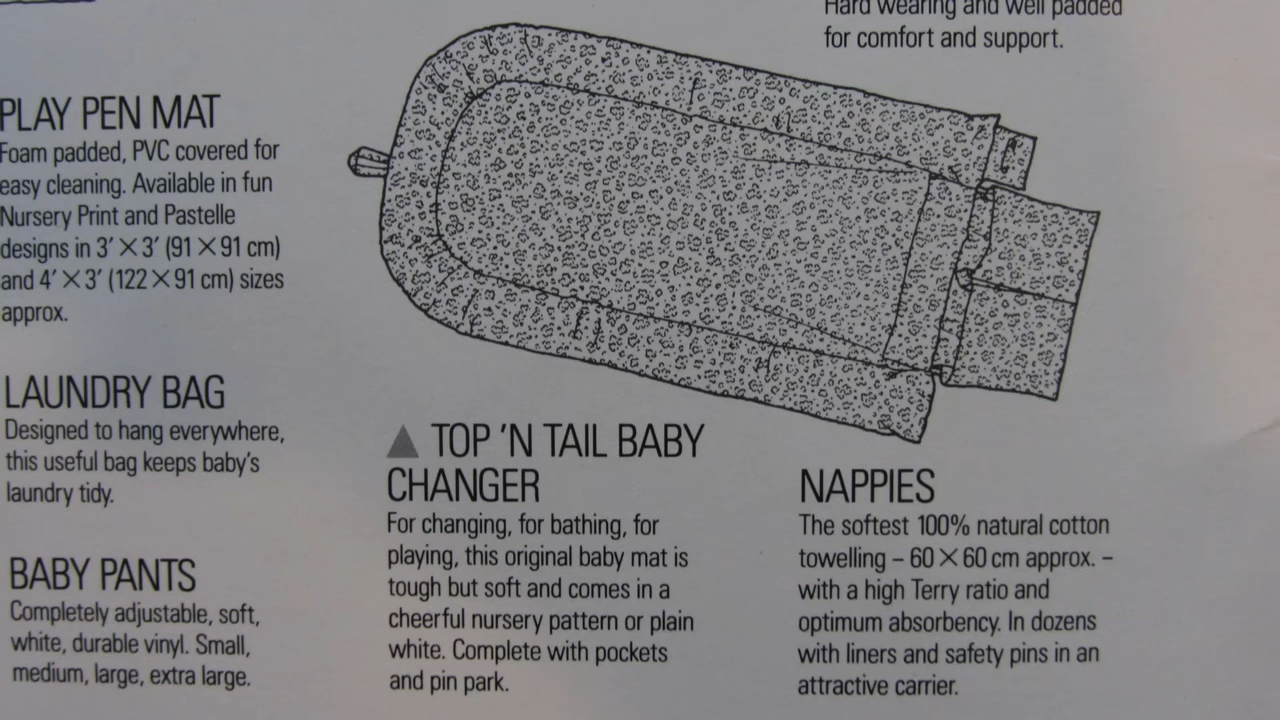 Hard wearing and well padded
for comfort and support.
PLAY PEN MAT
Foam padded, PVC covered for
easy cleaning. Available in fun
Nursery Print and Pastelle
designs in 3′ × 3′ (91 × 91 cm)
and 4′ × 3′ (122 × 91 cm) sizes
approx.
LAUNDRY BAG
Designed to hang everywhere,
this useful bag keeps baby's
laundry tidy.
BABY PANTS
Completely adjustable, soft,
white, durable vinyl. Small,
medium, large, extra large.
TOP 'N TAIL BABY
CHANGER
For changing, for bathing, for
playing, this original baby mat is
tough but soft and comes in a
cheerful nursery pattern or plain
white. Complete with pockets
and pin park.
NAPPIES
The softest 100% natural cotton
towelling – 60 × 60 cm approx. –
with a high Terry ratio and
optimum absorbency. In dozens
with liners and safety pins in an
attractive carrier.